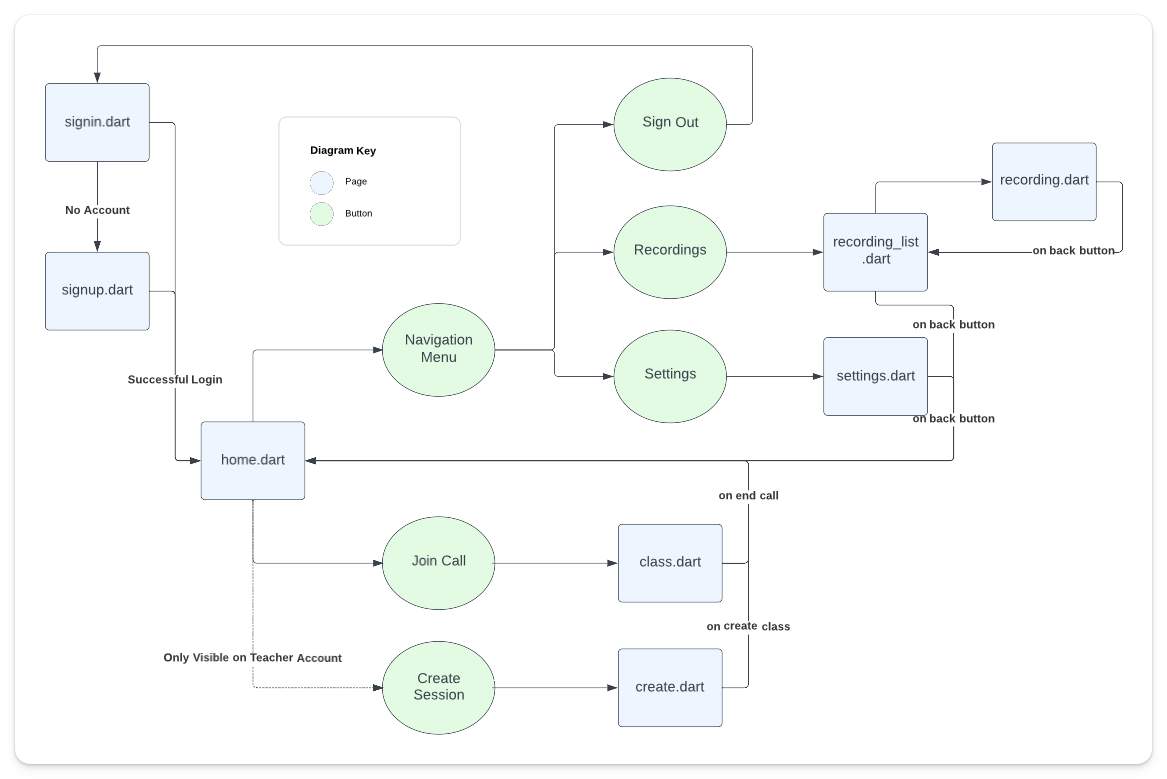 signin.dart
No Account
signup.dart
Successful Login
home.dart
Diagram Key
Page
Button
Navigation
Menu
Sign Out
Recordings
Settings
recording_list
.dart
recording.dart
on back button
on back button
settings.dart
on back button
on end call
Join Call
class.dart
on create class
Only Visible on Teacher Account
Create
Session
create.dart